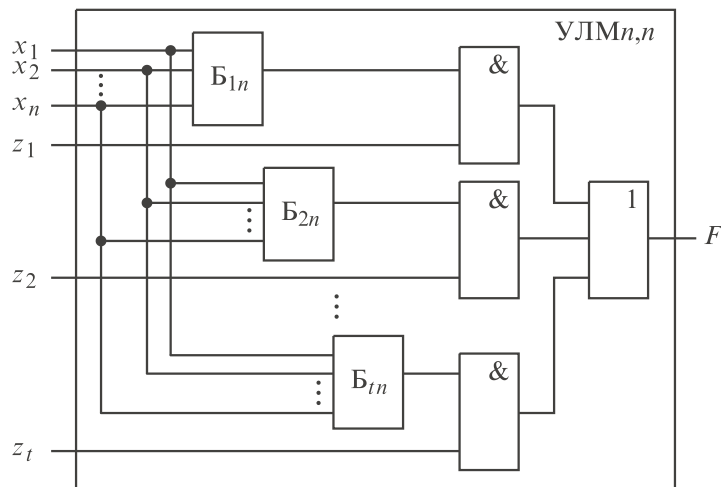 УЛМn,n
x₁
x₂
⋮
xₙ
Б₁ₙ
&
z₁
Б₂ₙ
⋮
&
1
F
z₂
⋮
Бₜₙ
⋮
&
zₜ